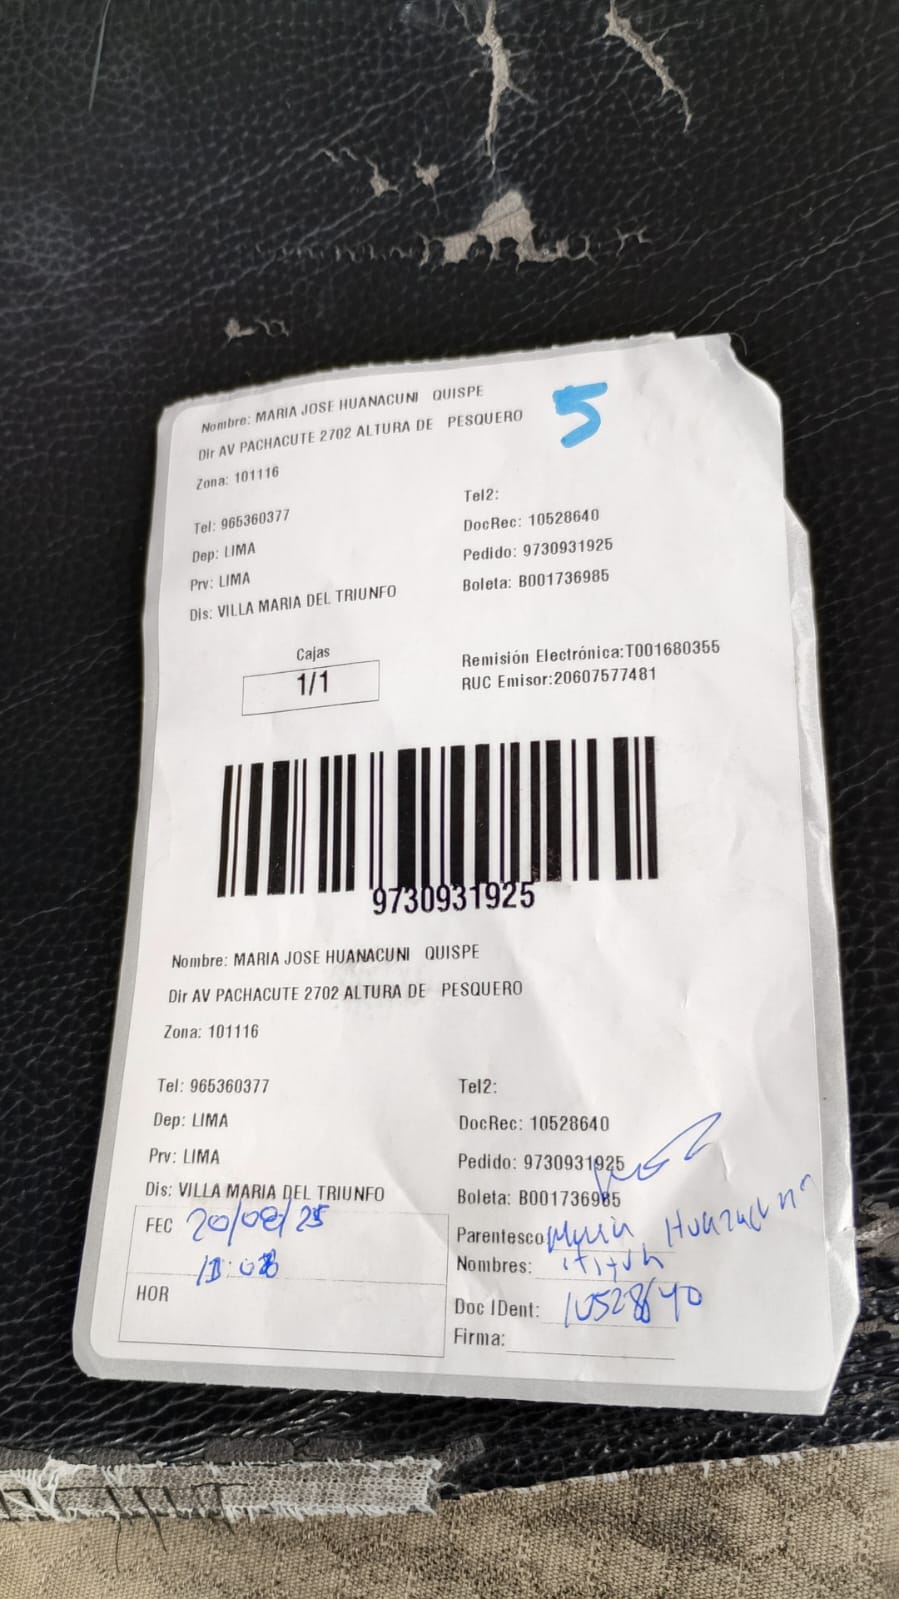 Nombre: MARIA JOSE HUANACUNI QUISPE
5
Dir AV PACHACUTE 2702 ALTURA DE PESQUERO
Zona: 101116
Tel: 965360377
Tel2:
Dep: LIMA
DocRec: 10528640
Prv: LIMA
Pedido: 9730931925
Dis: VILLA MARIA DEL TRIUNFO
Boleta: B001736985
Cajas
1/1
Remisión Electrónica:T001680355
RUC Emisor:20607577481
9730931925
Nombre: MARIA JOSE HUANACUNI QUISPE
Dir AV PACHACUTE 2702 ALTURA DE PESQUERO
Zona: 101116
Tel: 965360377
Tel2:
Dep: LIMA
DocRec: 10528640
Prv: LIMA
Pedido: 9730931925
Dis: VILLA MARIA DEL TRIUNFO
Boleta: B001736985
FEC 20/08/25
Parentesco
Nombres:
HOR
Doc IDent: 10528640
Firma: